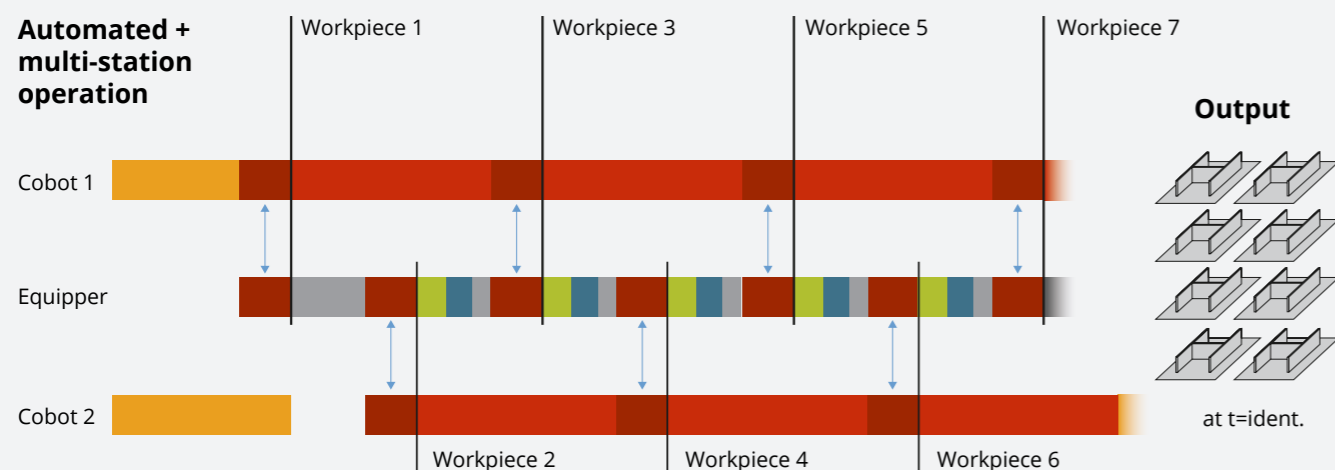 Automated +
multi-station
operation
Workpiece 1
Workpiece 3
Workpiece 5
Workpiece 7
Output
Cobot 1
Equipper
Cobot 2
at t=ident.
Workpiece 2
Workpiece 4
Workpiece 6